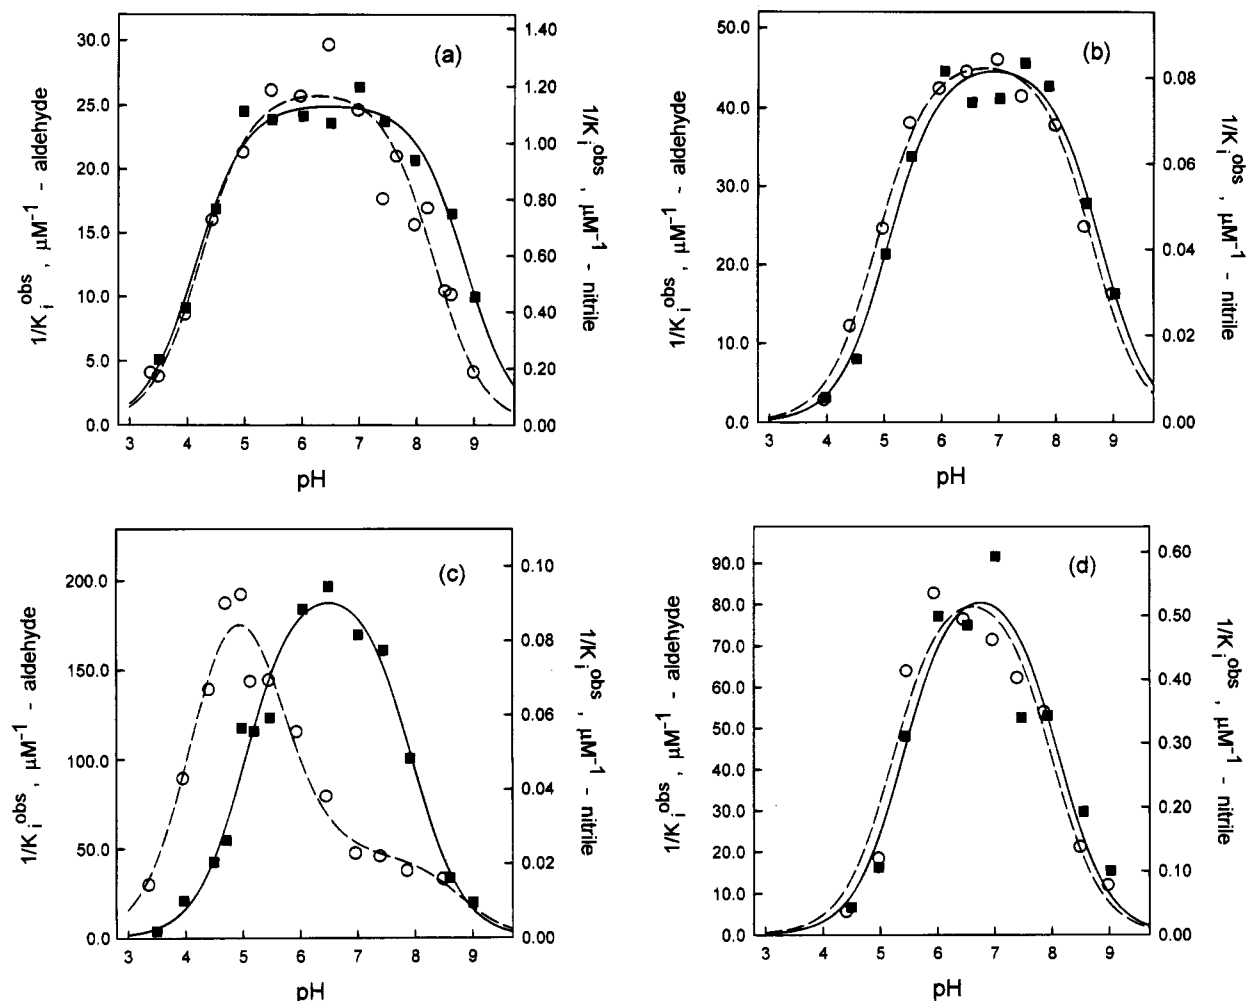 (a)
30.0
25.0
20.0
15.0
10.0
5.0
0.0
1/K_i^obs , μM⁻¹ - aldehyde
1.40
1.20
1.00
0.80
0.60
0.40
0.20
0.00
1/K_i^obs , μM⁻¹ - nitrile
3 4 5 6 7 8 9
pH
(b)
50.0
40.0
30.0
20.0
10.0
0.0
1/K_i^obs , μM⁻¹ - aldehyde
0.08
0.06
0.04
0.02
0.00
1/K_i^obs , μM⁻¹ - nitrile
3 4 5 6 7 8 9
pH
(c)
200.0
150.0
100.0
50.0
0.0
1/K_i^obs , μM⁻¹ - aldehyde
0.10
0.08
0.06
0.04
0.02
0.00
1/K_i^obs , μM⁻¹ - nitrile
3 4 5 6 7 8 9
pH
(d)
90.0
80.0
70.0
60.0
50.0
40.0
30.0
20.0
10.0
0.0
1/K_i^obs , μM⁻¹ - aldehyde
0.60
0.50
0.40
0.30
0.20
0.10
0.00
1/K_i^obs , μM⁻¹ - nitrile
3 4 5 6 7 8 9
pH